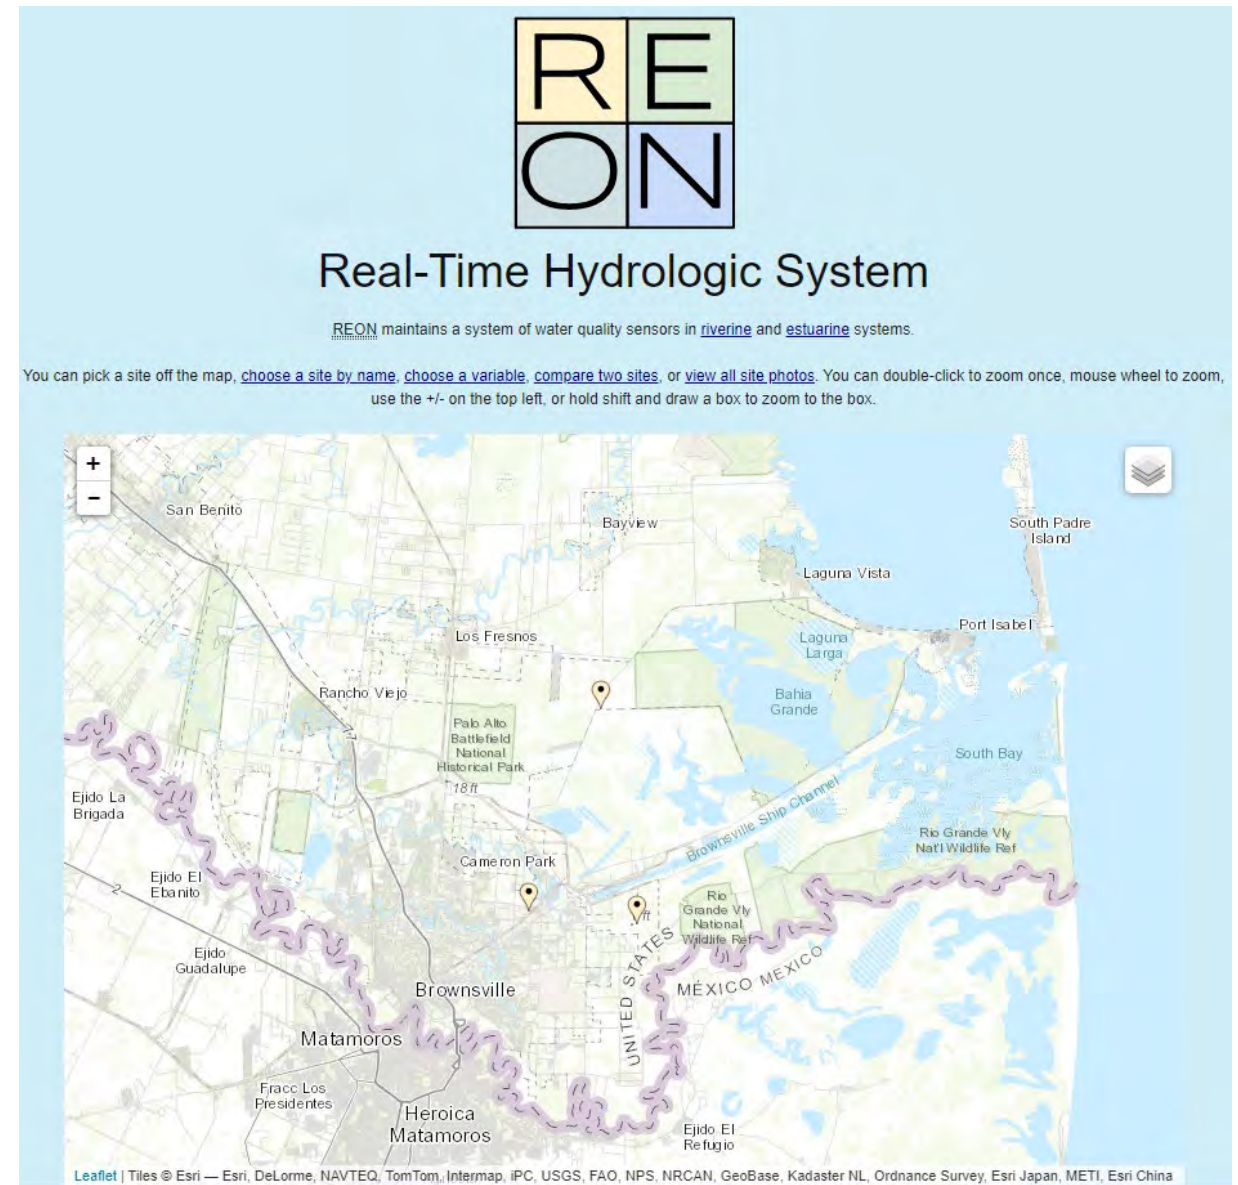 R E
O N
Real-Time Hydrologic System
REON maintains a system of water quality sensors in riverine and estuarine systems.
You can pick a site off the map, choose a site by name, choose a variable, compare two sites, or view all site photos. You can double-click to zoom once, mouse wheel to zoom,
use the +/- on the top left, or hold shift and draw a box to zoom to the box.
+
−
San Benito
Bayview
South Padre
Island
Laguna Vista
Port Isabel
Los Fresnos
Laguna
Larga
Rancho Viejo
Bahia
Grande
Palo Alto
Battlefield
National
Historical Park
South Bay
18 ft
77
Ejido La
Brigada
Brownsville Ship Channel
Rio Grande Vly
Nat'l Wildlife Ref
Cameron Park
Ejido El
Ebanito
2
Rio
Grande Vly
National
Wildlife Ref
ft
Ejido
Guadalupe
UNITED STATES
MÉXICO MEXICO
Brownsville
Matamoros
Fracc Los
Presidentes
Heroica
Matamoros
Ejido El
Refugio
Leaflet | Tiles © Esri — Esri, DeLorme, NAVTEQ, TomTom, Intermap, iPC, USGS, FAO, NPS, NRCAN, GeoBase, Kadaster NL, Ordnance Survey, Esri Japan, METI, Esri China